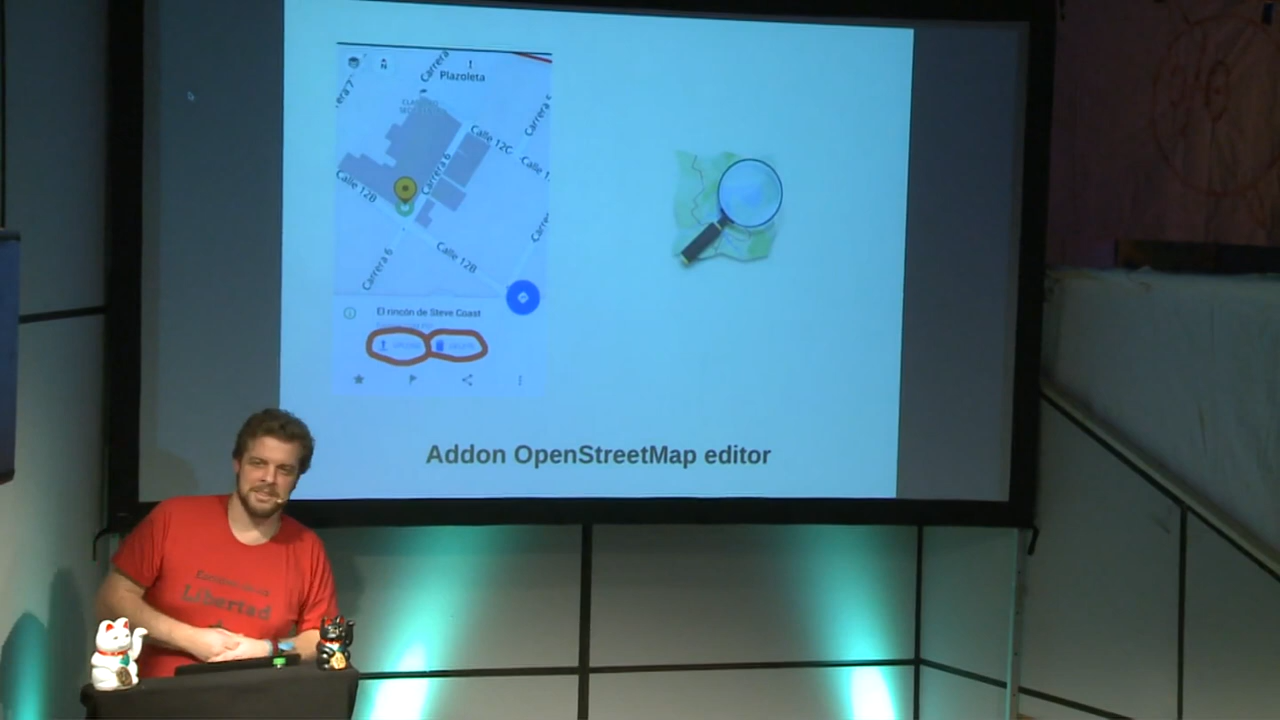 Carrera
Plazoleta
Carrera
Calle 12C
Calle 1
Carrera 6
Calle 12B
Carrer
Calle 12B
Carrera 6
El rincón de Steve Coast
Addon OpenStreetMap editor
Libertad